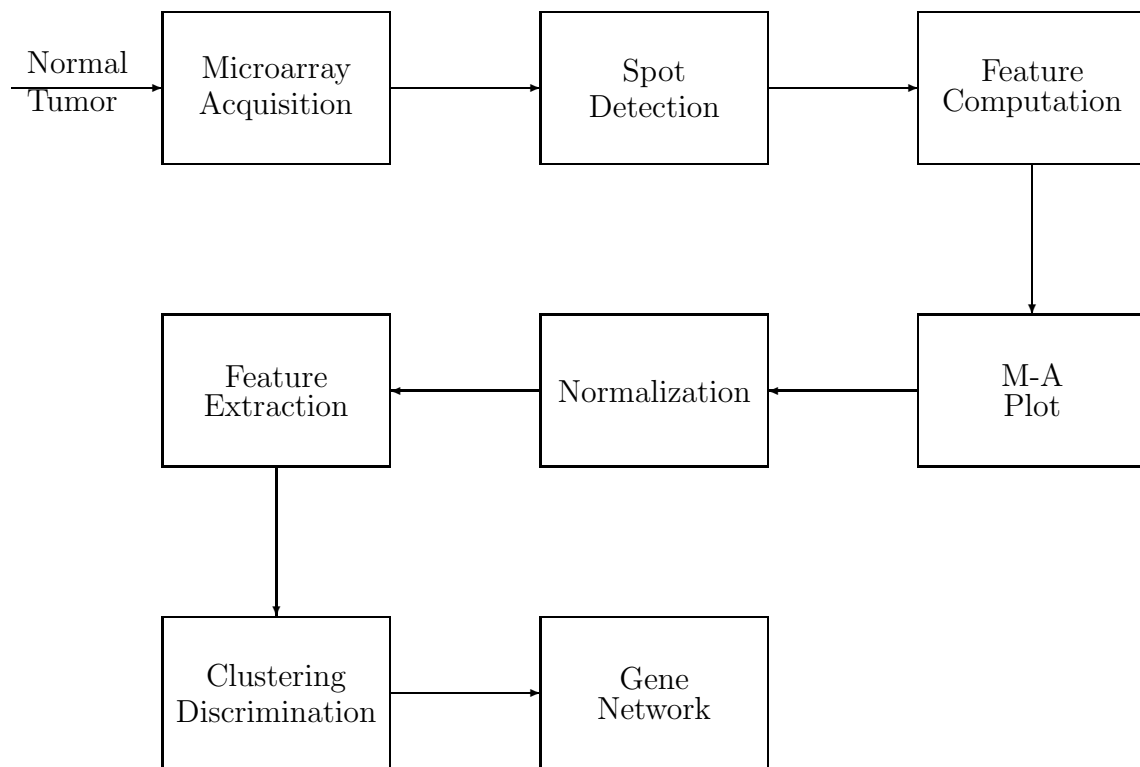 Normal
Tumor
Microarray
Acquisition
Spot
Detection
Feature
Computation
Feature
Extraction
Normalization
M-A
Plot
Clustering
Discrimination
Gene
Network